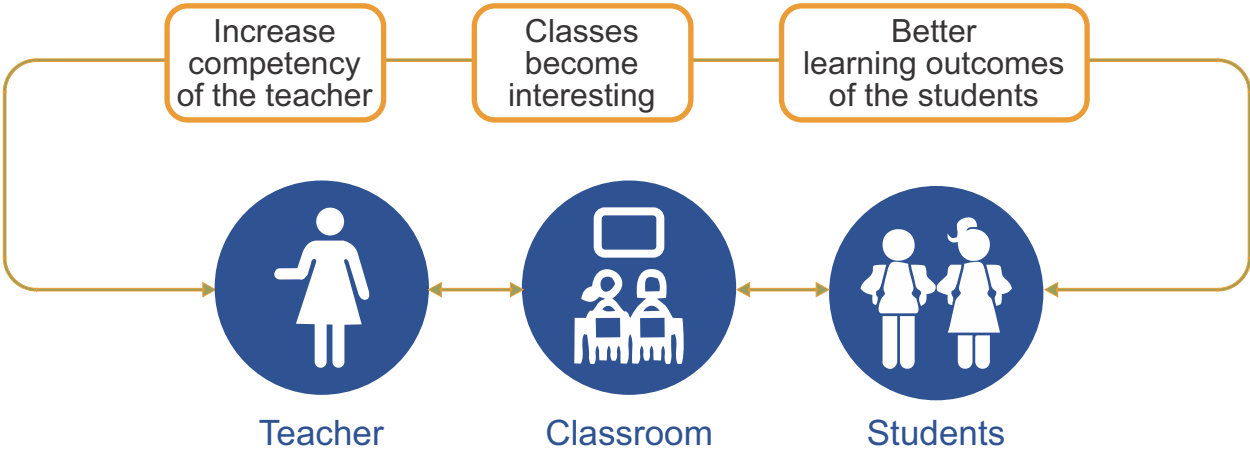 Increase
competency
of the teacher
Classes
become
interesting
Better
learning outcomes
of the students
Teacher
Classroom
Students